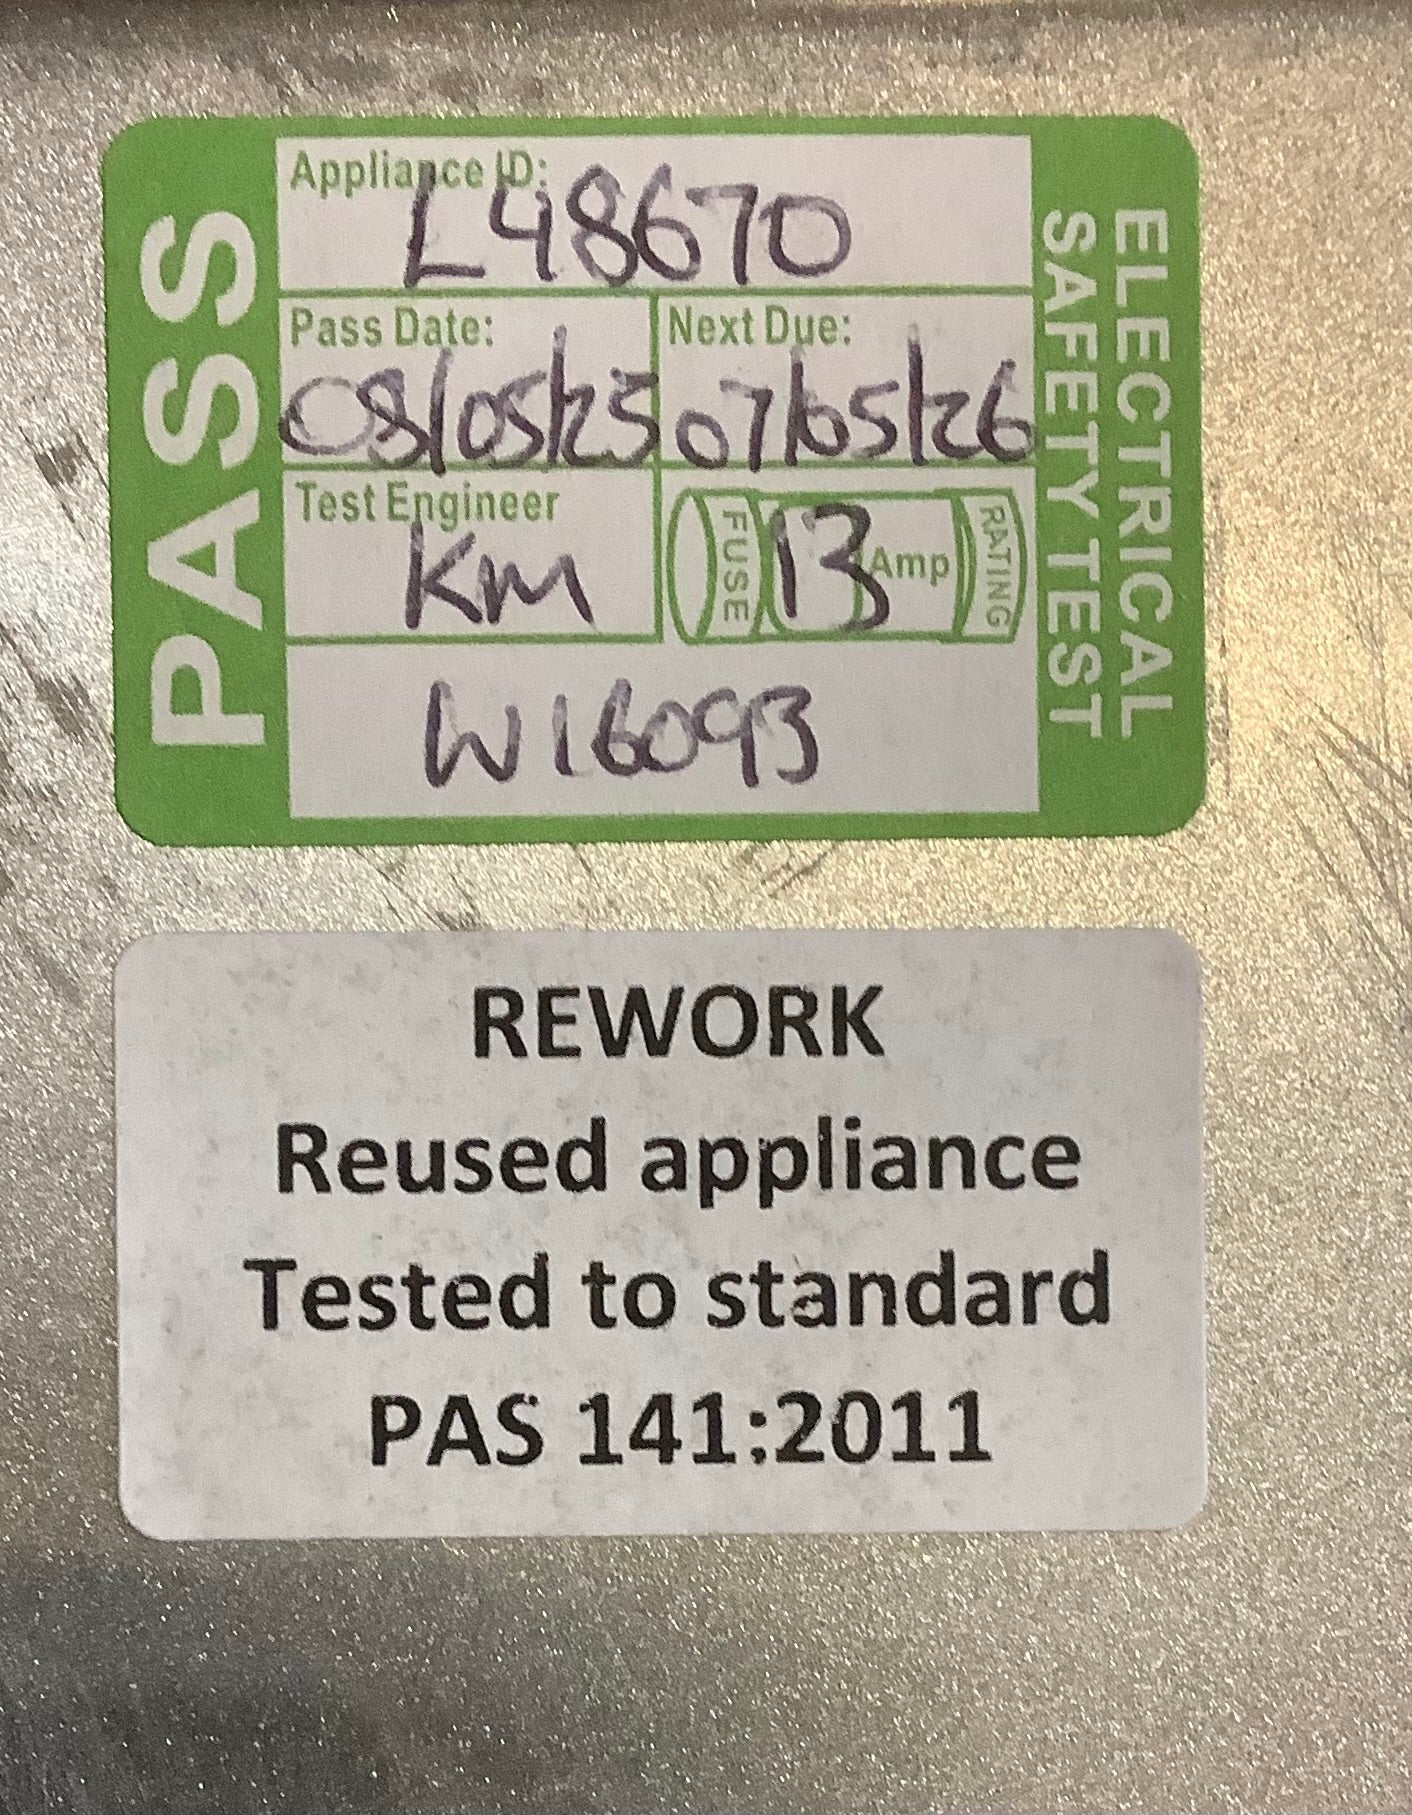 PASS
Appliance ID:
L48670
Pass Date: Next Due:
08/05/25 07/05/26
Test Engineer
KM
FUSE 13 Amp RATING
W16093
ELECTRICAL
SAFETY TEST
REWORK
Reused appliance
Tested to standard
PAS 141:2011